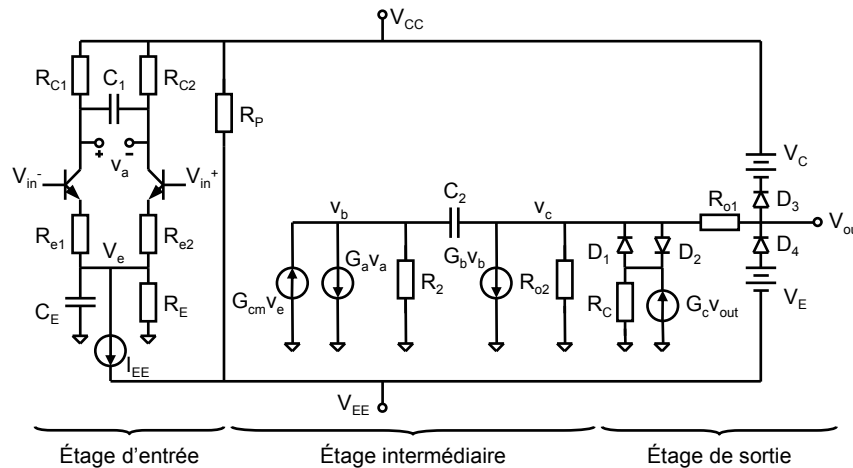 V_CC
R_C1
C_1
R_C2
R_P
+
v_a
−
V_in-
V_in+
R_e1
R_e2
V_e
C_E
R_E
I_EE
v_b
C_2
v_c
G_cm v_e
G_a v_a
R_2
G_b v_b
R_o2
D_1
D_2
R_C
G_c v_out
R_o1
V_C
D_3
V_ou
D_4
V_E
V_EE
Étage d'entrée
Étage intermédiaire
Étage de sortie